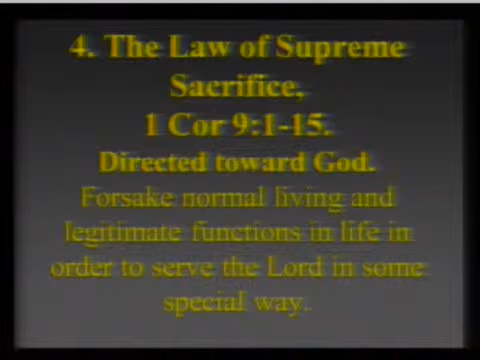 4. The Law of Supreme
Sacrifice,
1 Cor 9:1-15.
Directed toward God.
Forsake normal living and
legitimate functions in life in
order to serve the Lord in some
special way.